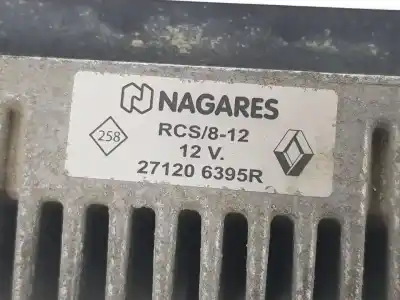 NAGARES
258
RCS/8-12
12 V.
27120 6395R